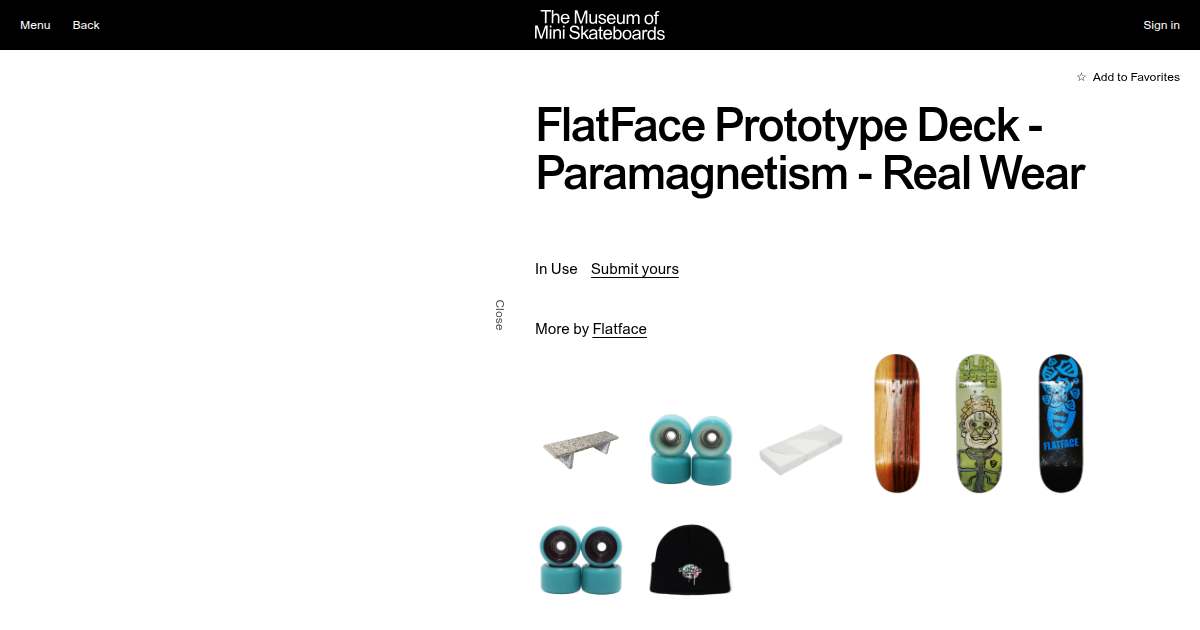 Menu
Back
The Museum of
Mini Skateboards
Sign in
☆ Add to Favorites
FlatFace Prototype Deck -
Paramagnetism - Real Wear
In Use
Submit yours
Close
More by Flatface
FLATFACE